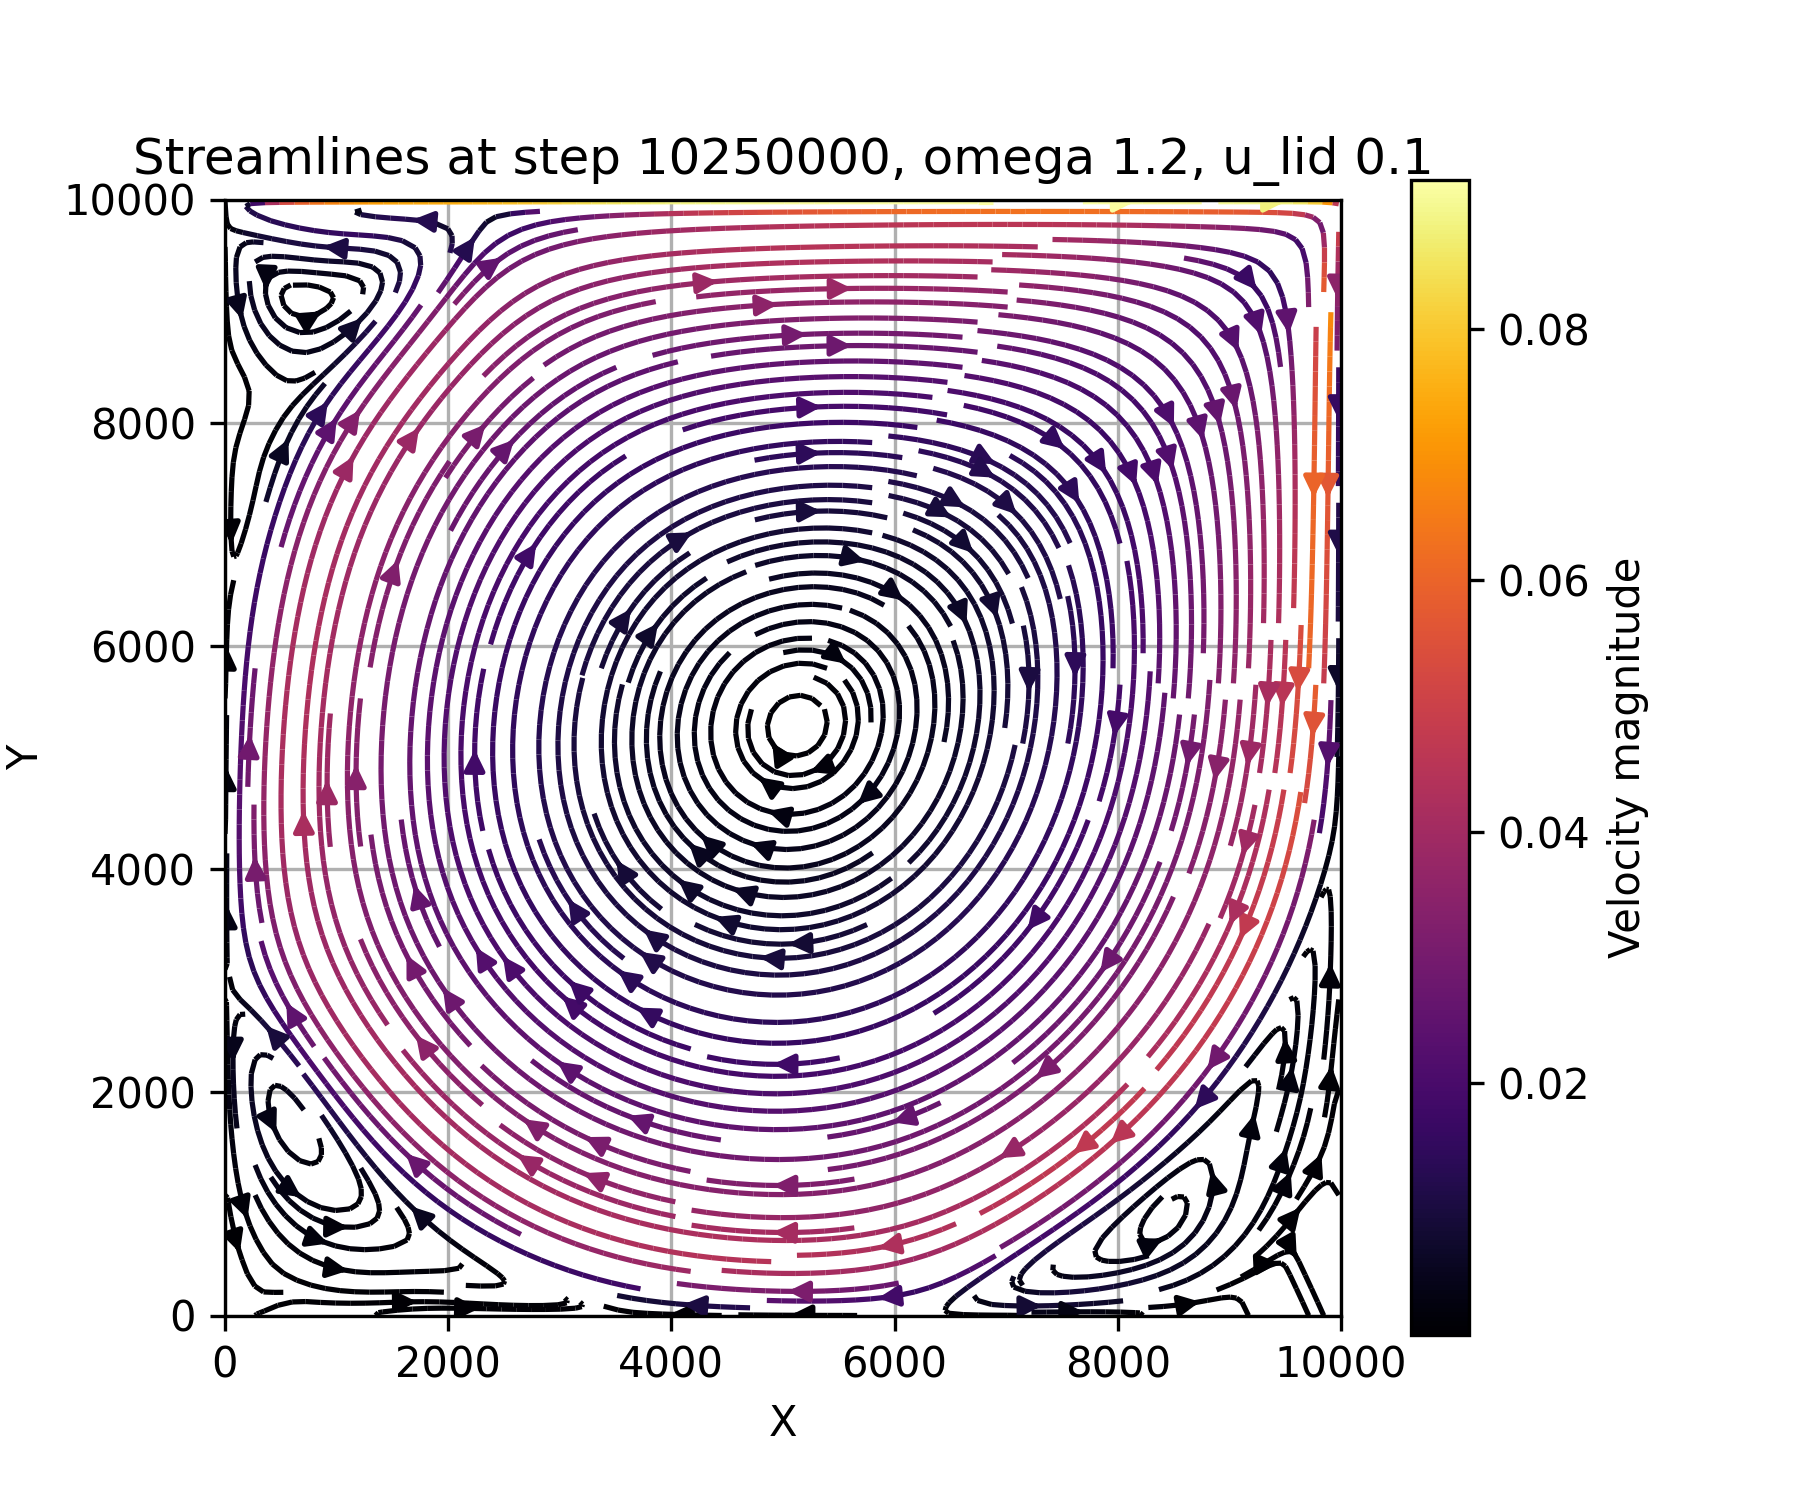 Streamlines at step 10250000, omega 1.2, u_lid 0.1
10000
8000
6000
4000
2000
0
Y
0 2000 4000 6000 8000 10000
X
0.08
0.06
0.04
0.02
Velocity magnitude